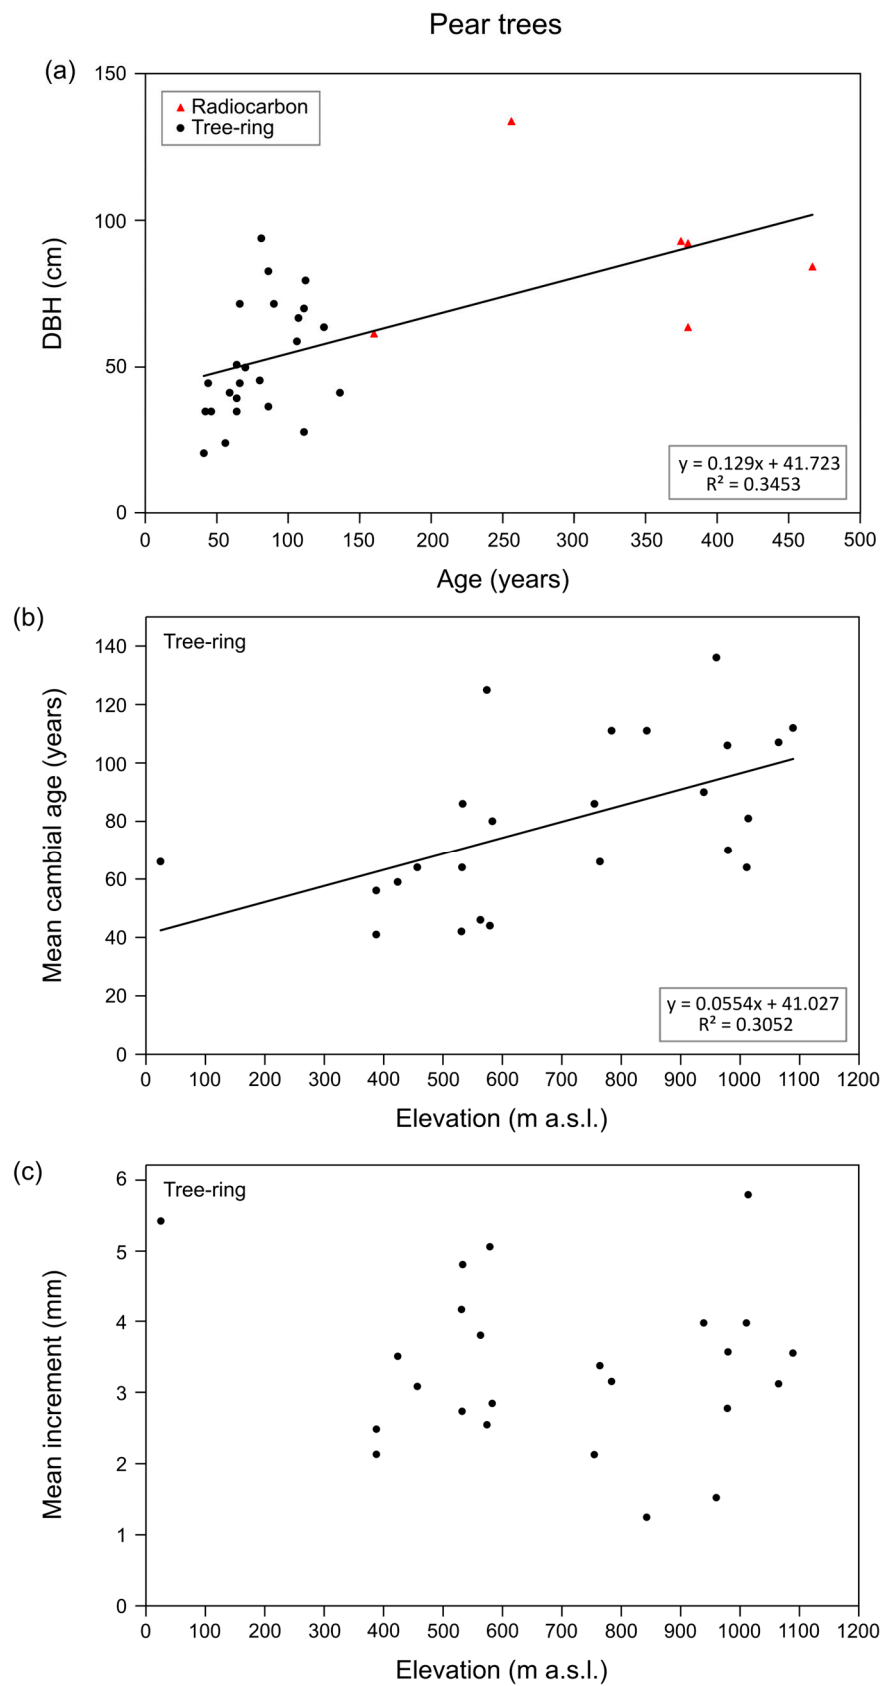 Pear trees
(a)
150
100
50
0
DBH (cm)
Radiocarbon
Tree-ring
y = 0.129x + 41.723
R² = 0.3453
0 50 100 150 200 250 300 350 400 450 500
Age (years)
(b)
140
120
100
80
60
40
20
0
Mean cambial age (years)
Tree-ring
y = 0.0554x + 41.027
R² = 0.3052
0 100 200 300 400 500 600 700 800 900 1000 1100 1200
Elevation (m a.s.l.)
(c)
6
5
4
3
2
1
0
Mean increment (mm)
Tree-ring
0 100 200 300 400 500 600 700 800 900 1000 1100 1200
Elevation (m a.s.l.)